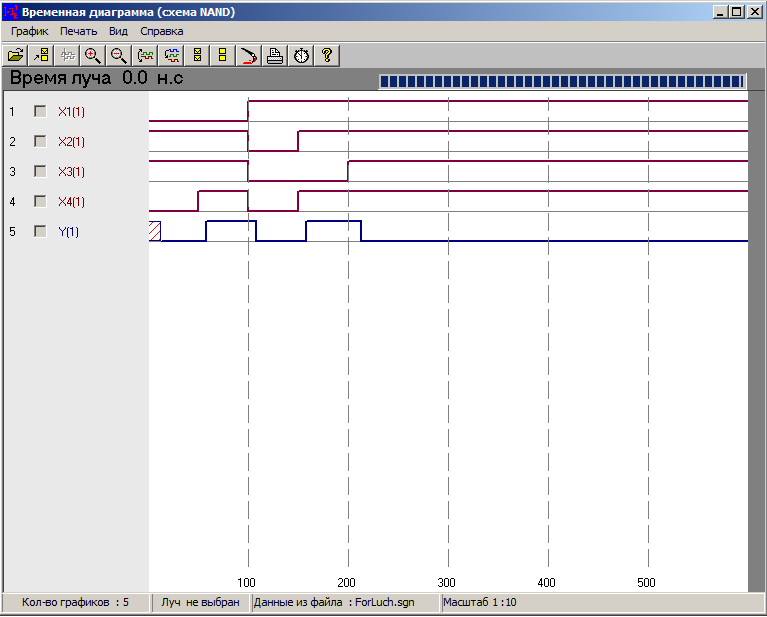 Временная диаграмма (схема NAND)
График Печать Вид Справка
Время луча 0.0 н.с
1 X1(1)
2 X2(1)
3 X3(1)
4 X4(1)
5 Y(1)
100 200 300 400 500
Кол-во графиков : 5 Луч не выбран Данные из файла : ForLuch.sgn Масштаб 1 :10